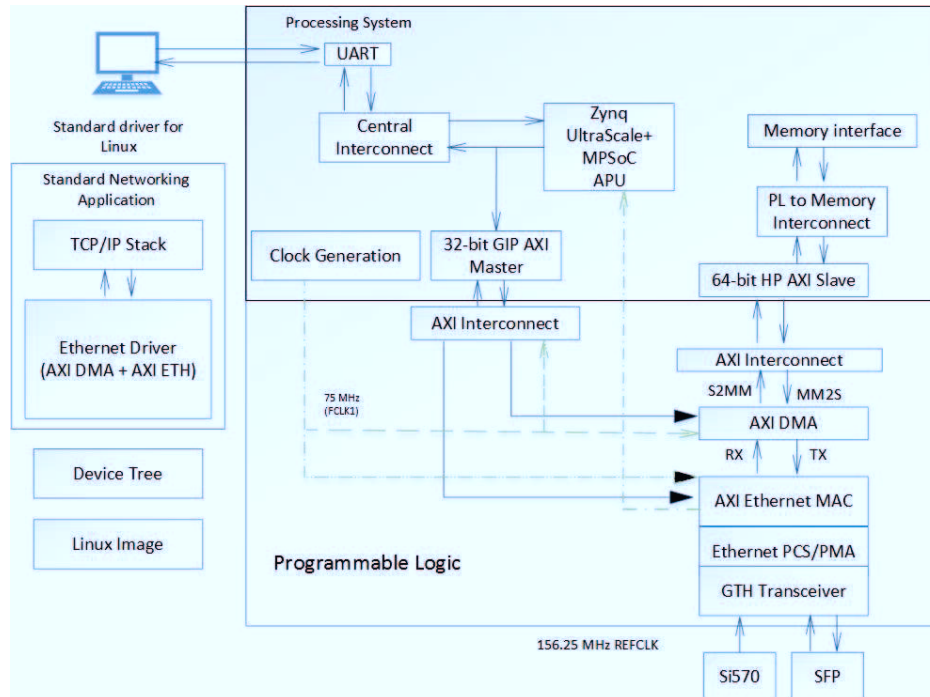 Processing System
UART
Central
Interconnect
Zynq
UltraScale+
MPSoC
APU
Memory interface
PL to Memory
Interconnect
Standard driver for
Linux
Standard Networking
Application
TCP/IP Stack
Ethernet Driver
(AXI DMA + AXI ETH)
Device Tree
Linux Image
Clock Generation
32-bit GIP AXI
Master
64-bit HP AXI Slave
AXI Interconnect
AXI Interconnect
S2MM
MM2S
75 MHz
(FCLK1)
AXI DMA
RX
TX
AXI Ethernet MAC
Ethernet PCS/PMA
GTH Transceiver
Programmable Logic
156.25 MHz REFCLK
Si570
SFP